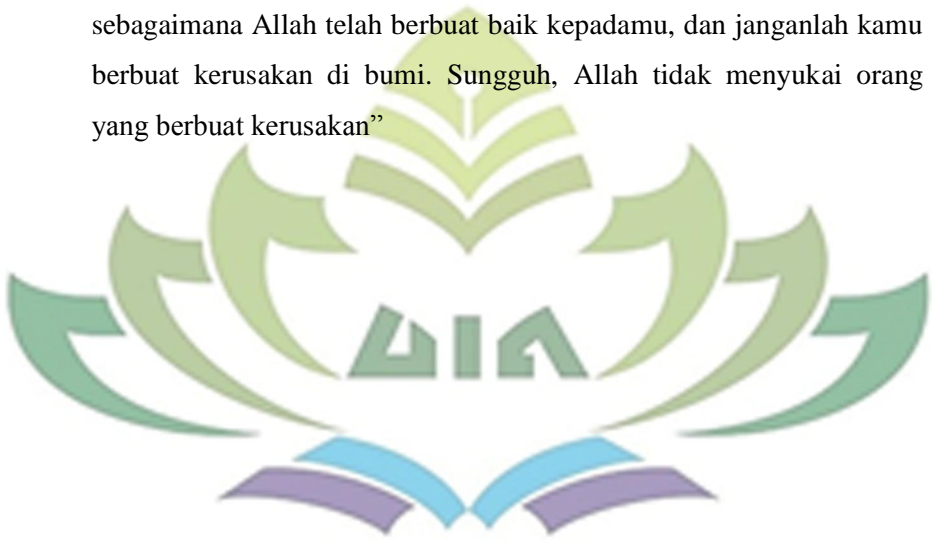 sebagaimana Allah telah berbuat baik kepadamu, dan janganlah kamu
berbuat kerusakan di bumi. Sungguh, Allah tidak menyukai orang
yang berbuat kerusakan”
UIN